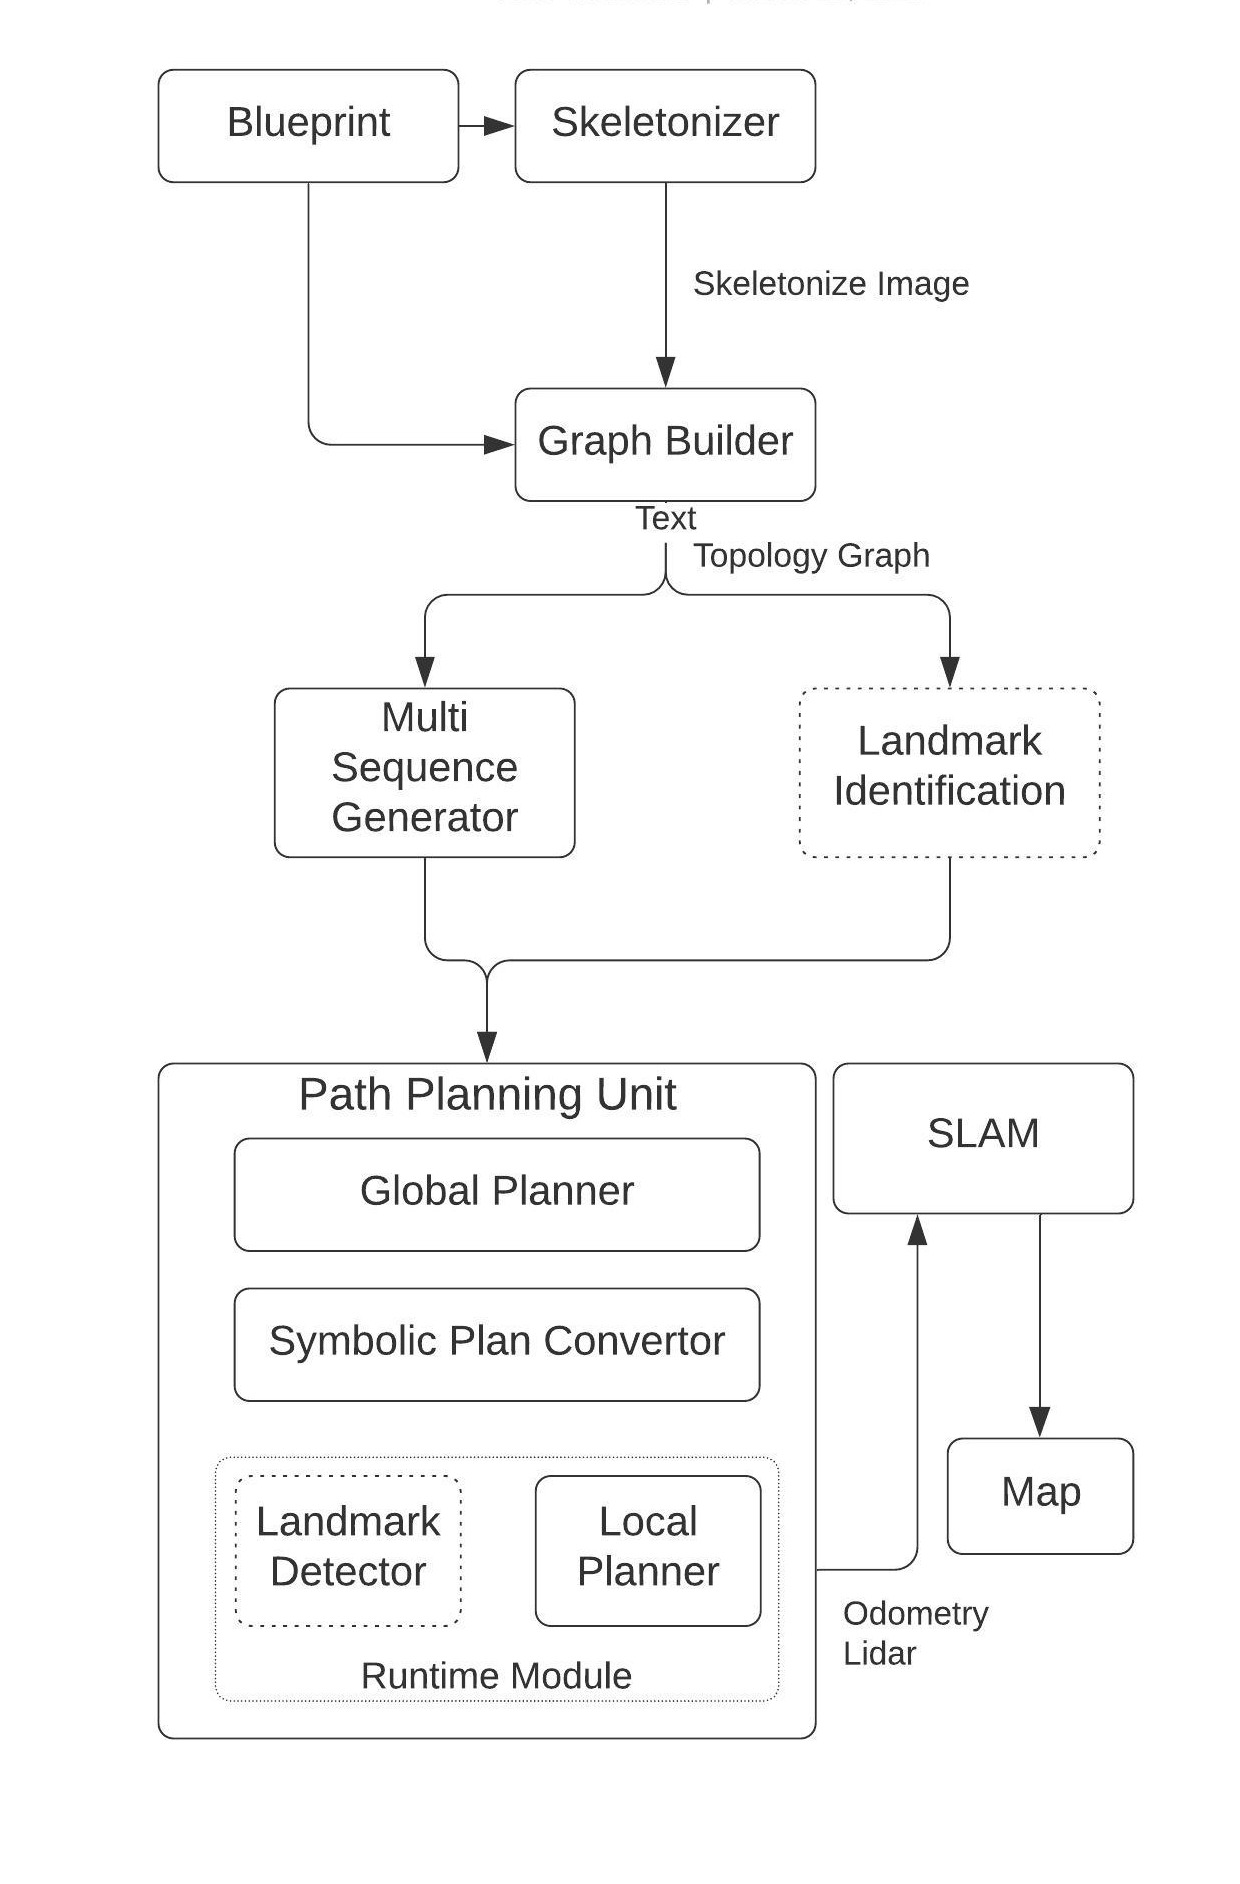 Blueprint
Skeletonizer
Skeletonize Image
Graph Builder
Text
Topology Graph
Multi
Sequence
Generator
Landmark
Identification
Path Planning Unit
Global Planner
Symbolic Plan Convertor
Landmark
Detector
Local
Planner
Runtime Module
SLAM
Map
Odometry
Lidar